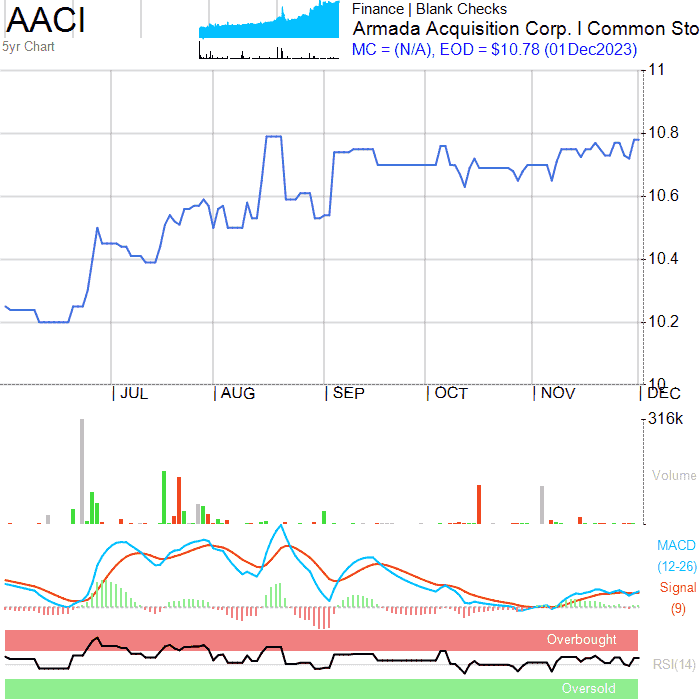 AACI
5yr Chart
Finance | Blank Checks
Armada Acquisition Corp. I Common Sto
MC = (N/A), EOD = $10.78 (01Dec2023)
11
10.8
10.6
10.4
10.2
10
JUL AUG SEP OCT NOV DEC
316k
Volume
MACD
(12-26)
Signal
(9)
Overbought
RSI(14)
Oversold